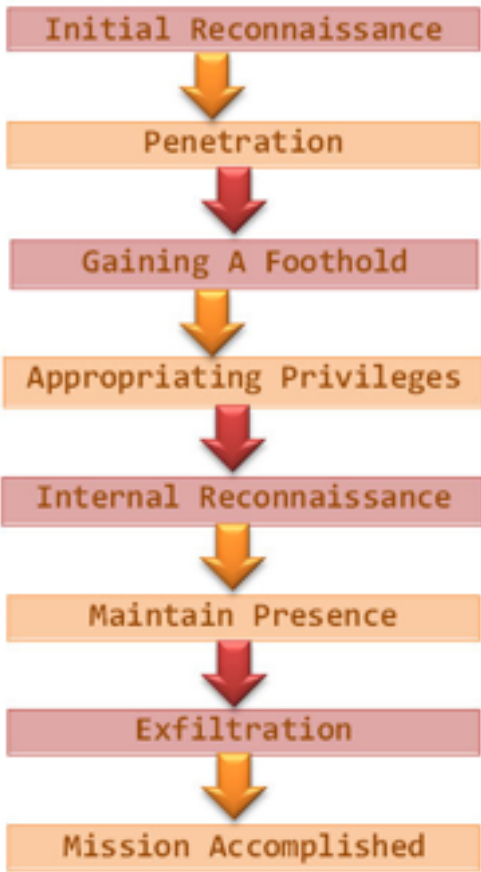 Initial Reconnaissance
Penetration
Gaining A Foothold
Appropriating Privileges
Internal Reconnaissance
Maintain Presence
Exfiltration
Mission Accomplished